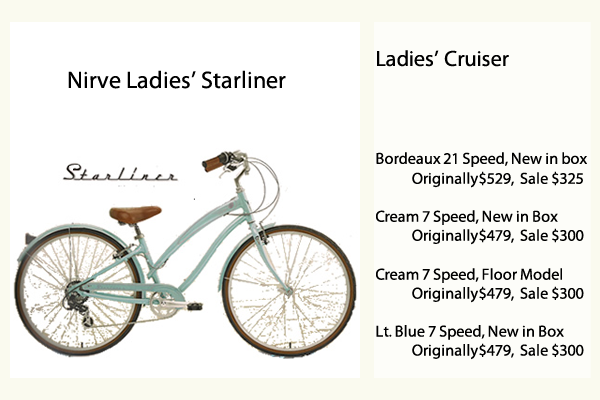 Nirve Ladies’ Starliner
Starliner
Ladies’ Cruiser
Bordeaux 21 Speed, New in box
Originally$529, Sale $325
Cream 7 Speed, New in Box
Originally$479, Sale $300
Cream 7 Speed, Floor Model
Originally$479, Sale $300
Lt. Blue 7 Speed, New in Box
Originally$479, Sale $300